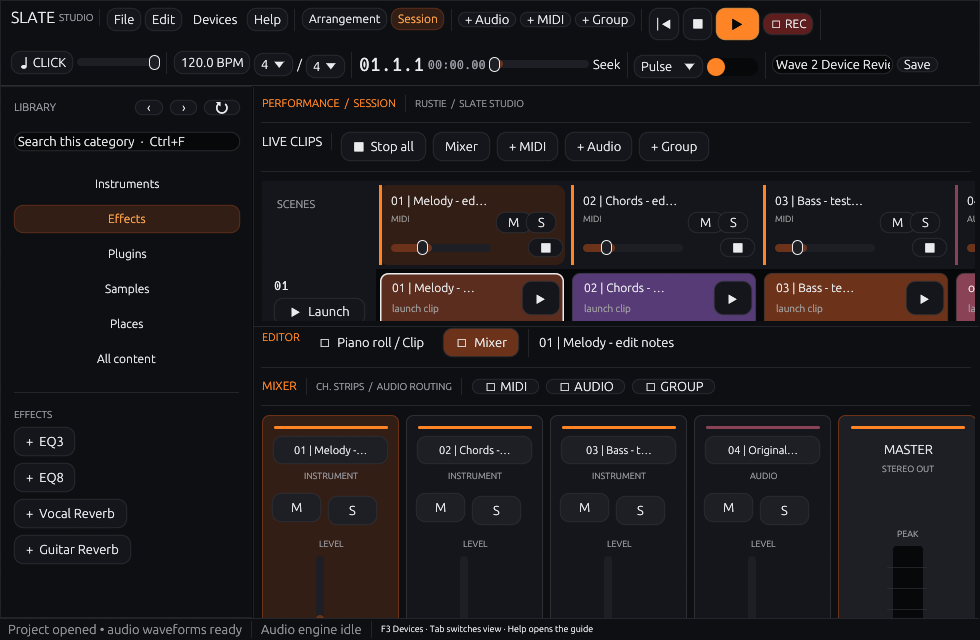 SLATE STUDIO File Edit Devices Help Arrangement Session + Audio + MIDI + Group REC
CLICK 120.0 BPM 4 / 4 01.1.1 00:00.00 Seek Pulse Wave 2 Device Revie Save
LIBRARY ‹ ›
Search this category · Ctrl+F
Instruments
Effects
Plugins
Samples
Places
All content
EFFECTS
+ EQ3
+ EQ8
+ Vocal Reverb
+ Guitar Reverb
PERFORMANCE / SESSION RUSTIE / SLATE STUDIO
LIVE CLIPS Stop all Mixer + MIDI + Audio + Group
SCENES
01 | Melody - ed... 02 | Chords - ed... 03 | Bass - test...
MIDI MIDI MIDI
M S M S M S
01
Launch
01 | Melody - ... 02 | Chords - ... 03 | Bass - te...
launch clip launch clip launch clip
EDITOR Piano roll / Clip Mixer 01 | Melody - edit notes
MIXER CH. STRIPS / AUDIO ROUTING MIDI AUDIO GROUP
01 | Melody -... 02 | Chords -... 03 | Bass - t... 04 | Original... MASTER
INSTRUMENT INSTRUMENT INSTRUMENT AUDIO STEREO OUT
M S M S M S M S
LEVEL LEVEL LEVEL LEVEL PEAK
Project opened • audio waveforms ready Audio engine idle F3 Devices · Tab switches view · Help opens the guide